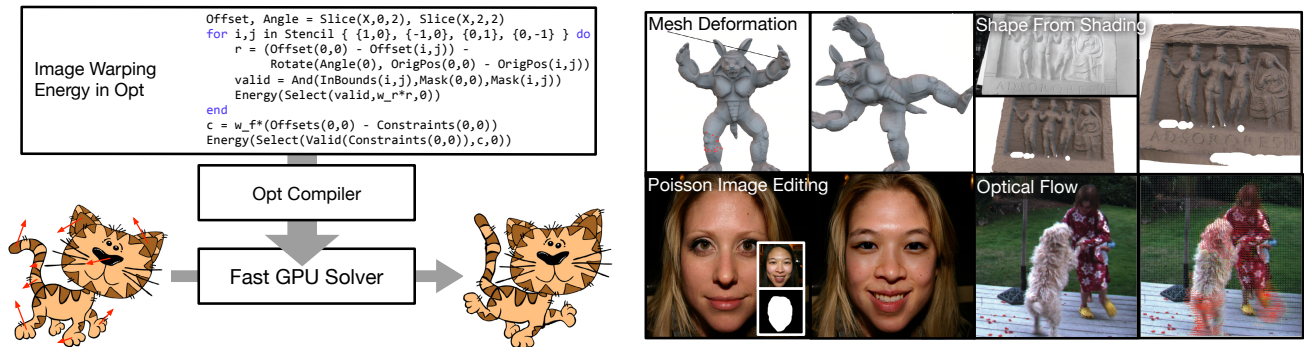 Image Warping
Energy in Opt
Offset, Angle = Slice(X,0,2), Slice(X,2,2)
for i,j in Stencil { {1,0}, {-1,0}, {0,1}, {0,-1} } do
r = (Offset(0,0) - Offset(i,j)) -
Rotate(Angle(0), OrigPos(0,0) - OrigPos(i,j))
valid = And(InBounds(i,j),Mask(0,0),Mask(i,j))
Energy(Select(valid,w_r*r,0))
end
c = w_f*(Offsets(0,0) - Constraints(0,0))
Energy(Select(Valid(Constraints(0,0)),c,0))
Opt Compiler
Fast GPU Solver
Mesh Deformation
Shape From Shading
Poisson Image Editing
Optical Flow